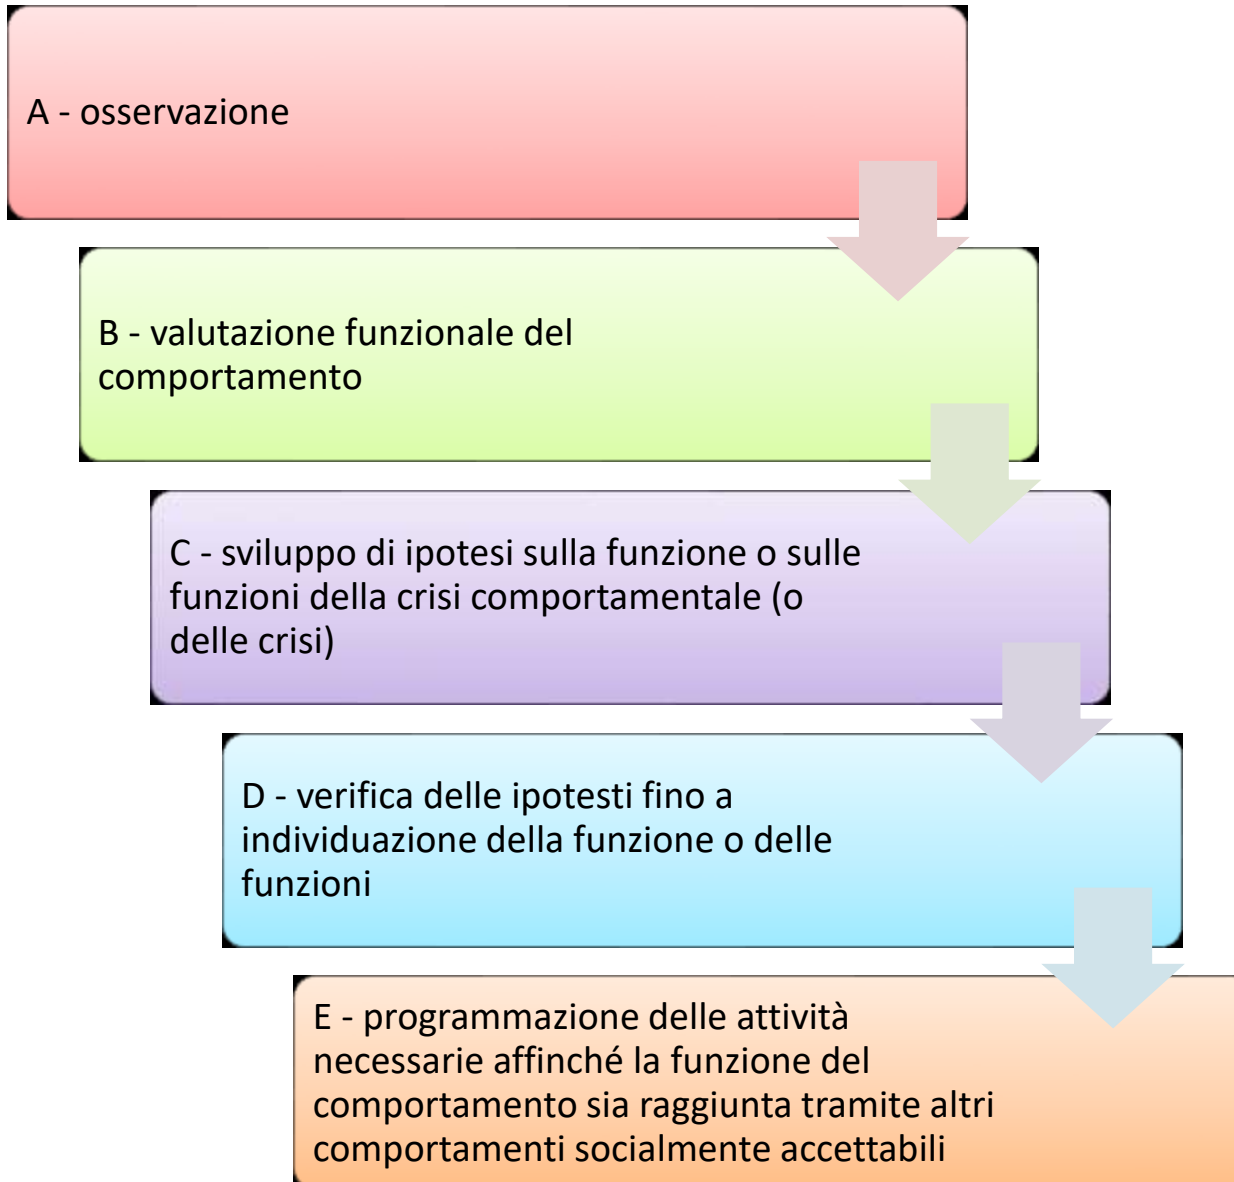 A - osservazione
B - valutazione funzionale del
comportamento
C - sviluppo di ipotesi sulla funzione o sulle
funzioni della crisi comportamentale (o
delle crisi)
D - verifica delle ipotesti fino a
individuazione della funzione o delle
funzioni
E - programmazione delle attività
necessarie affinché la funzione del
comportamento sia raggiunta tramite altri
comportamenti socialmente accettabili